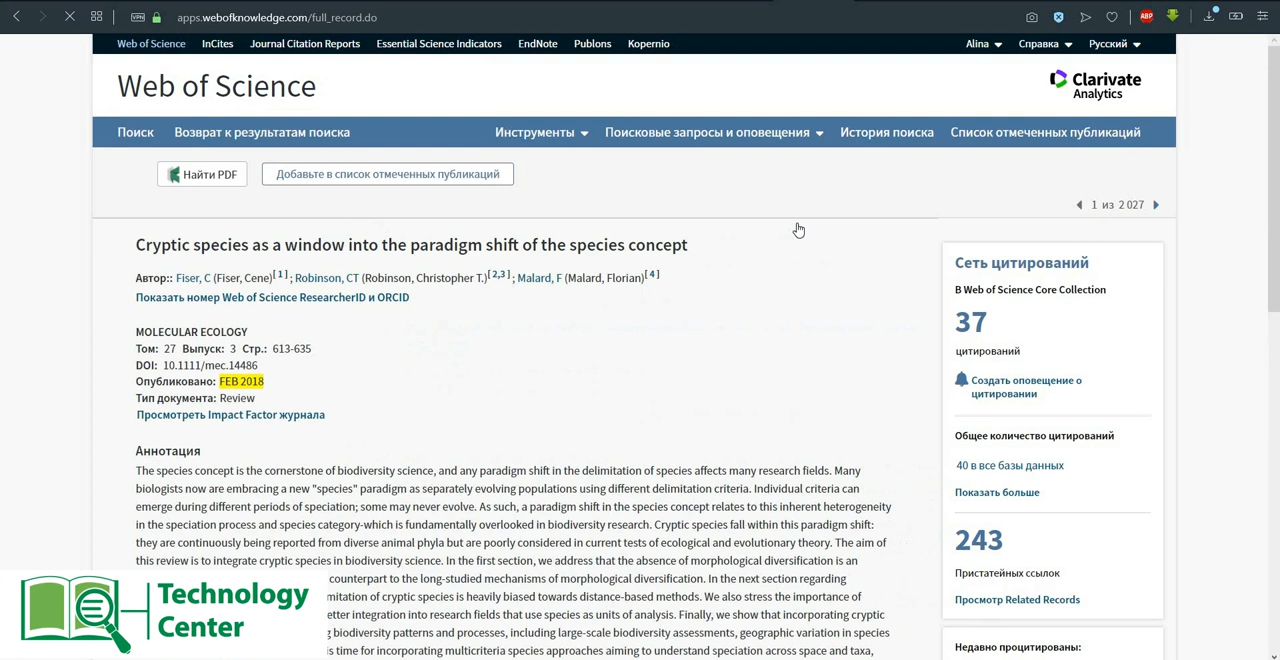 VPN apps.webofknowledge.com/full_record.do ABP
Web of Science InCites Journal Citation Reports Essential Science Indicators EndNote Publons Kopernio Alina Справка Русский
Web of Science
Clarivate
Analytics
Поиск Возврат к результатам поиска Инструменты Поисковые запросы и оповещения История поиска Список отмеченных публикаций
Найти PDF Добавьте в список отмеченных публикаций
1 из 2 027
Cryptic species as a window into the paradigm shift of the species concept
Автор:: Fiser, C (Fiser, Cene)[ 1 ] ; Robinson, CT (Robinson, Christopher T.)[ 2,3 ] ; Malard, F (Malard, Florian)[ 4 ]
Показать номер Web of Science ResearcherID и ORCID
MOLECULAR ECOLOGY
Том: 27 Выпуск: 3 Стр.: 613-635
DOI: 10.1111/mec.14486
Опубликовано: FEB 2018
Тип документа: Review
Просмотреть Impact Factor журнала
Аннотация
The species concept is the cornerstone of biodiversity science, and any paradigm shift in the delimitation of species affects many research fields. Many
biologists now are embracing a new "species" paradigm as separately evolving populations using different delimitation criteria. Individual criteria can
emerge during different periods of speciation; some may never evolve. As such, a paradigm shift in the species concept relates to this inherent heterogeneity
in the speciation process and species category-which is fundamentally overlooked in biodiversity research. Cryptic species fall within this paradigm shift:
they are continuously being reported from diverse animal phyla but are poorly considered in current tests of ecological and evolutionary theory. The aim of
this review is to integrate cryptic species in biodiversity science. In the first section, we address that the absence of morphological diversification is an
counterpart to the long-studied mechanisms of morphological diversification. In the next section regarding
mitation of cryptic species is heavily biased towards distance-based methods. We also stress the importance of
etter integration into research fields that use species as units of analysis. Finally, we show that incorporating cryptic
g biodiversity patterns and processes, including large-scale biodiversity assessments, geographic variation in species
is time for incorporating multicriteria species approaches aiming to understand speciation across space and taxa,
Сеть цитирований
В Web of Science Core Collection
37
цитирований
Создать оповещение о
цитировании
Общее количество цитирований
40 в все базы данных
Показать больше
243
Пристатейных ссылок
Просмотр Related Records
Недавно процитированы:
Technology
Center